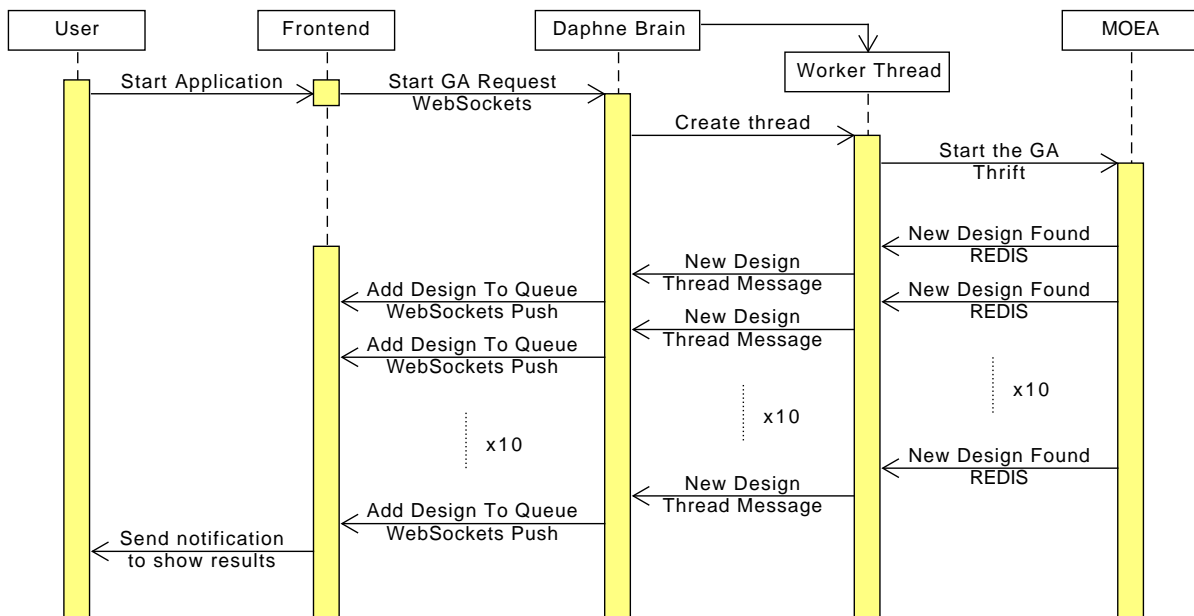 User
Frontend
Daphne Brain
MOEA
Worker Thread
Start Application
Start GA Request
WebSockets
Create thread
Start the GA
Thrift
New Design Found
REDIS
New Design
Thread Message
Add Design To Queue
WebSockets Push
New Design Found
REDIS
New Design
Thread Message
Add Design To Queue
WebSockets Push
x10
x10
x10
New Design Found
REDIS
New Design
Thread Message
Add Design To Queue
WebSockets Push
Send notification
to show results